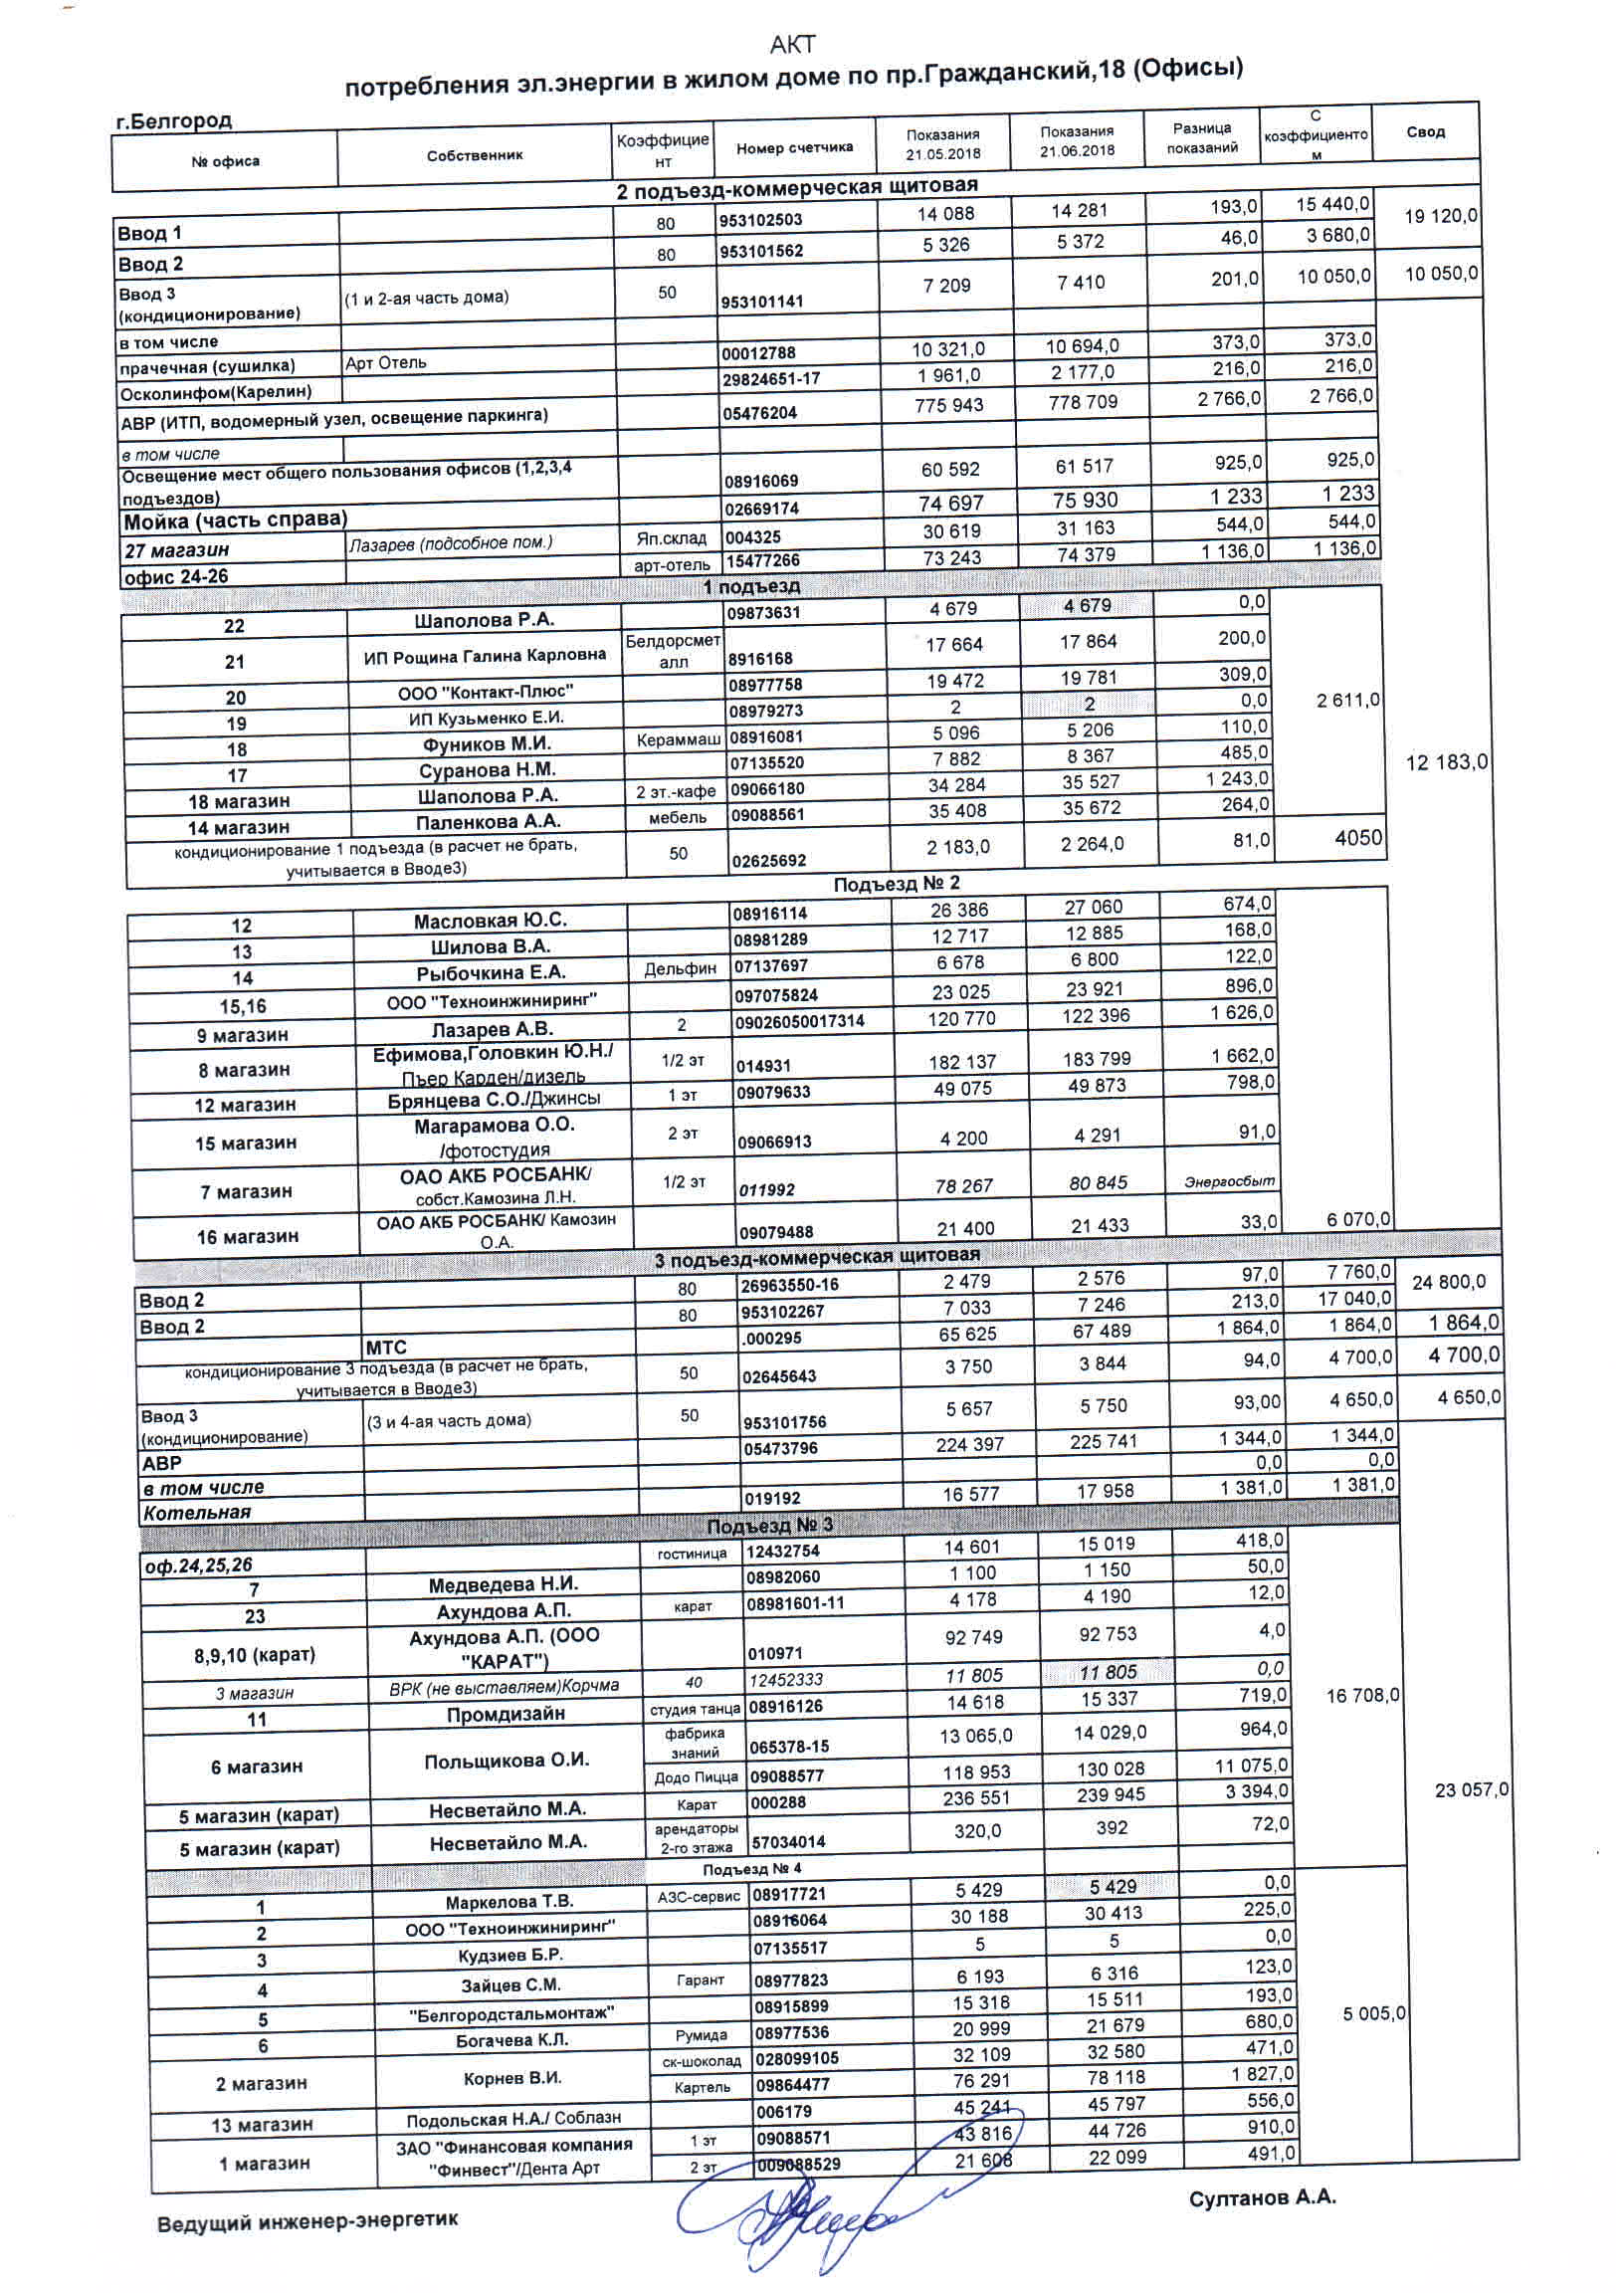 АКТ
потребления эл.энергии в жилом доме по пр.Гражданский,18 (Офисы)
г.Белгород
№ офиса Собственник Коэффициент Номер счетчика Показания 21.05.2018 Показания 21.06.2018 Разница показаний С коэффициентом Свод
2 подъезд-коммерческая щитовая
Ввод 1 80 953102503 14 088 14 281 193,0 15 440,0 19 120,0
Ввод 2 80 953101562 5 326 5 372 46,0 3 680,0
Ввод 3 (кондиционирование) (1 и 2-ая часть дома) 50 953101141 7 209 7 410 201,0 10 050,0 10 050,0
в том числе
прачечная (сушилка) Арт Отель 00012788 10 321,0 10 694,0 373,0 373,0
Осколинфом(Карелин) 29824651-17 1 961,0 2 177,0 216,0 216,0
АВР (ИТП, водомерный узел, освещение паркинга) 05476204 775 943 778 709 2 766,0 2 766,0
в том числе
Освещение мест общего пользования офисов (1,2,3,4 подъездов) 08916069 60 592 61 517 925,0 925,0
Мойка (часть справа) 02669174 74 697 75 930 1 233 1 233
27 магазин Лазарев (подсобное пом.) Яп.склад 004325 30 619 31 163 544,0 544,0
офис 24-26 арт-отель 15477266 73 243 74 379 1 136,0 1 136,0
1 подъезд
22 Шаполова Р.А. 09873631 4 679 4 679 0,0
21 ИП Рощина Галина Карловна Белдорсметалл 8916168 17 664 17 864 200,0
20 ООО "Контакт-Плюс" 08977758 19 472 19 781 309,0
19 ИП Кузьменко Е.И. 08979273 2 2 0,0 2 611,0
18 Фуников М.И. Кераммаш 08916081 5 096 5 206 110,0
17 Суранова Н.М. 07135520 7 882 8 367 485,0 12 183,0
18 магазин Шаполова Р.А. 2 эт.-кафе 09066180 34 284 35 527 1 243,0
14 магазин Паленкова А.А. мебель 09088561 35 408 35 672 264,0
кондиционирование 1 подъезда (в расчет не брать, учитывается в Вводе3) 50 02625692 2 183,0 2 264,0 81,0 4050
Подъезд № 2
12 Масловкая Ю.С. 08916114 26 386 27 060 674,0
13 Шилова В.А. 08981289 12 717 12 885 168,0
14 Рыбочкина Е.А. Дельфин 07137697 6 678 6 800 122,0
15,16 ООО "Техноинжиниринг" 097075824 23 025 23 921 896,0
9 магазин Лазарев А.В. 2 09026050017314 120 770 122 396 1 626,0
8 магазин Ефимова,Головкин Ю.Н./ Пьер Карден/дизель 1/2 эт 014931 182 137 183 799 1 662,0
12 магазин Брянцева С.О./Джинсы 1 эт 09079633 49 075 49 873 798,0
15 магазин Магарамова О.О. /фотостудия 2 эт 09066913 4 200 4 291 91,0
7 магазин ОАО АКБ РОСБАНК/ собст.Камозина Л.Н. 1/2 эт 011992 78 267 80 845 Энергосбыт
16 магазин ОАО АКБ РОСБАНК/ Камозин О.А. 09079488 21 400 21 433 33,0 6 070,0
3 подъезд-коммерческая щитовая
Ввод 2 80 26963550-16 2 479 2 576 97,0 7 760,0 24 800,0
Ввод 2 80 953102267 7 033 7 246 213,0 17 040,0
МТС .000295 65 625 67 489 1 864,0 1 864,0 1 864,0
кондиционирование 3 подъезда (в расчет не брать, учитывается в Вводе3) 50 02645643 3 750 3 844 94,0 4 700,0 4 700,0
Ввод 3 (кондиционирование) (3 и 4-ая часть дома) 50 953101756 5 657 5 750 93,00 4 650,0 4 650,0
АВР 05473796 224 397 225 741 1 344,0 1 344,0
в том числе 0,0 0,0
Котельная 019192 16 577 17 958 1 381,0 1 381,0
Подъезд № 3
оф.24,25,26 гостиница 12432754 14 601 15 019 418,0
7 Медведева Н.И. 08982060 1 100 1 150 50,0
23 Ахундова А.П. карат 08981601-11 4 178 4 190 12,0
8,9,10 (карат) Ахундова А.П. (ООО "КАРАТ") 010971 92 749 92 753 4,0
3 магазин ВРК (не выставляем)Корчма 40 12452333 11 805 11 805 0,0
11 Промдизайн студия танца 08916126 14 618 15 337 719,0 16 708,0
6 магазин Польщикова О.И. фабрика знаний 065378-15 13 065,0 14 029,0 964,0
Додо Пицца 09088577 118 953 130 028 11 075,0
5 магазин (карат) Несветайло М.А. Карат 000288 236 551 239 945 3 394,0 23 057,0
5 магазин (карат) Несветайло М.А. арендаторы 2-го этажа 57034014 320,0 392 72,0
Подъезд № 4
1 Маркелова Т.В. АЗС-сервис 08917721 5 429 5 429 0,0
2 ООО "Техноинжиниринг" 08916064 30 188 30 413 225,0
3 Кудзиев Б.Р. 07135517 5 5 0,0
4 Зайцев С.М. Гарант 08977823 6 193 6 316 123,0
5 "Белгородстальмонтаж" 08915899 15 318 15 511 193,0 5 005,0
6 Богачева К.Л. Румида 08977536 20 999 21 679 680,0
2 магазин Корнев В.И. ск-шоколад 028099105 32 109 32 580 471,0
Картель 09864477 76 291 78 118 1 827,0
13 магазин Подольская Н.А./ Соблазн 006179 45 241 45 797 556,0
1 магазин ЗАО "Финансовая компания "Финвест"/Дента Арт 1 эт 09088571 43 816 44 726 910,0
2 эт 009088529 21 608 22 099 491,0
Ведущий инженер-энергетик Султанов А.А.